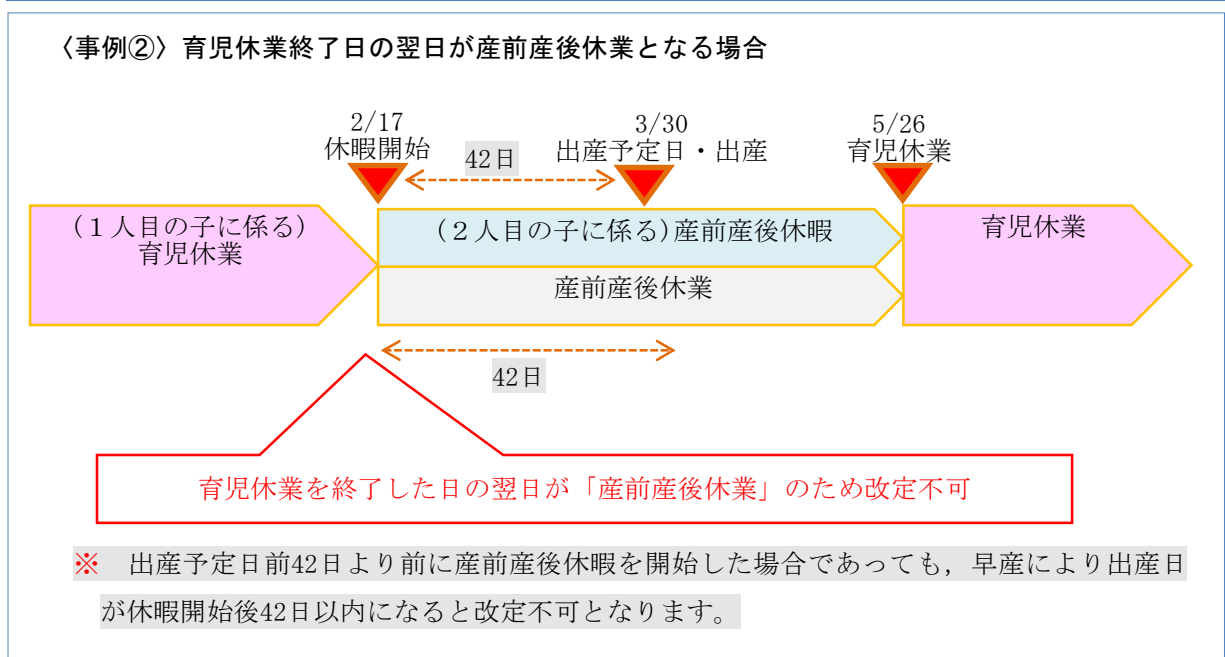 〈事例②〉育児休業終了日の翌日が産前産後休業となる場合
2/17
休暇開始
42日
3/30
出産予定日・出産
5/26
育児休業
(１人目の子に係る)
育児休業
(２人目の子に係る)産前産後休暇
産前産後休業
育児休業
42日
育児休業を終了した日の翌日が「産前産後休業」のため改定不可
※　出産予定日前42日より前に産前産後休暇を開始した場合であっても，早産により出産日
が休暇開始後42日以内になると改定不可となります。